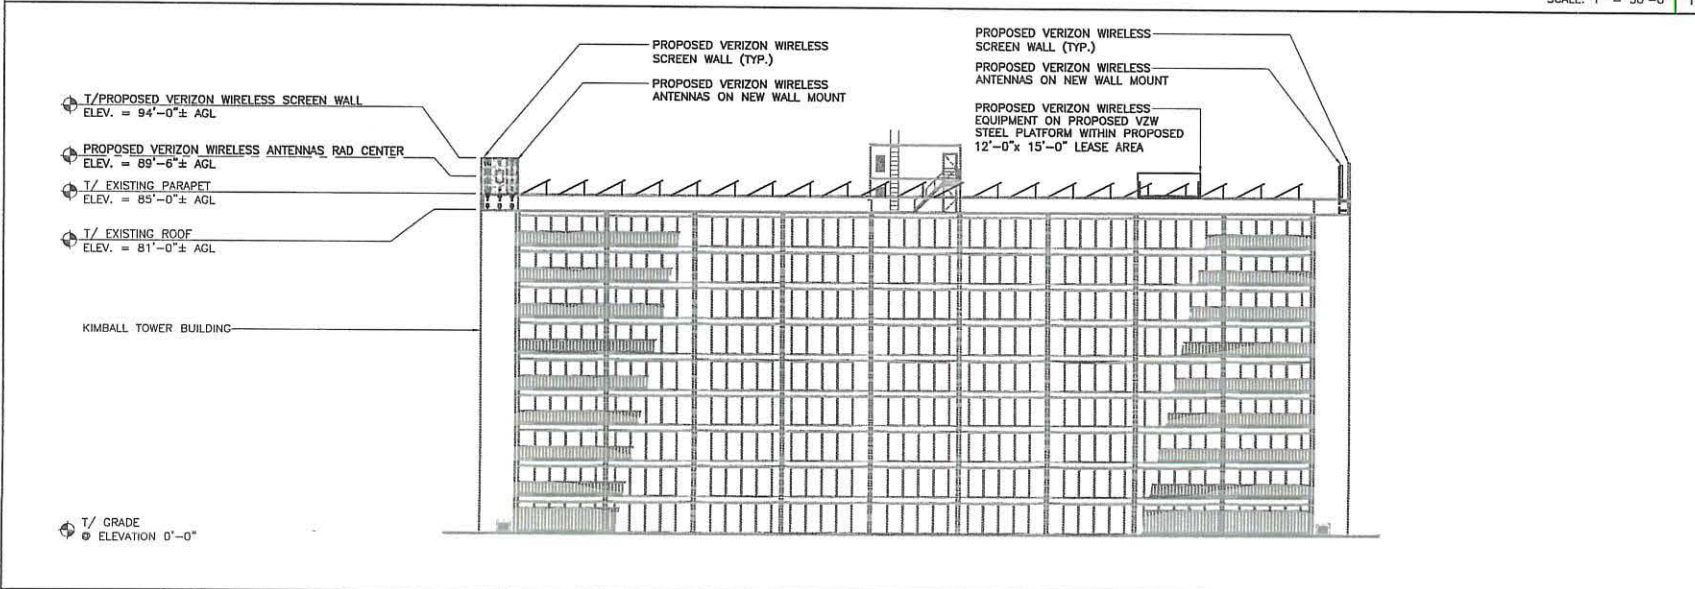 PROPOSED VERIZON WIRELESS
SCREEN WALL (TYP.)
PROPOSED VERIZON WIRELESS
ANTENNAS ON NEW WALL MOUNT
PROPOSED VERIZON WIRELESS
SCREEN WALL (TYP.)
PROPOSED VERIZON WIRELESS
ANTENNAS ON NEW WALL MOUNT
PROPOSED VERIZON WIRELESS
EQUIPMENT ON PROPOSED VZW
STEEL PLATFORM WITHIN PROPOSED
12'-0"x 15'-0" LEASE AREA
T/PROPOSED VERIZON WIRELESS SCREEN WALL
ELEV. = 94'-0"± AGL
PROPOSED VERIZON WIRELESS ANTENNAS RAD CENTER
ELEV. = 89'-6"± AGL
T/ EXISTING PARAPET
ELEV. = 85'-0"± AGL
T/ EXISTING ROOF
ELEV. = 81'-0"± AGL
KIMBALL TOWER BUILDING
T/ GRADE
@ ELEVATION 0'-0"